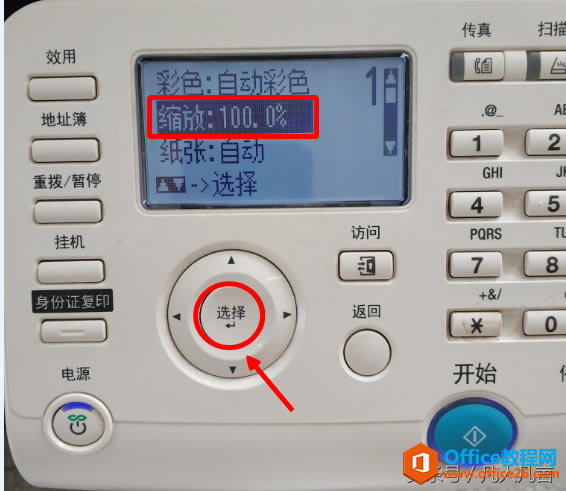 效用
地址簿
重拨/暂停
挂机
身份证复印
电源
彩色:自动彩色
1
缩放:100.0%
纸张:自动
->选择
选择
访问
返回
开始
传真
扫描
.@_
1
2
GHI
4
5
PQRS
7
8
+&/
*
0
Office教程网
www.office26.com